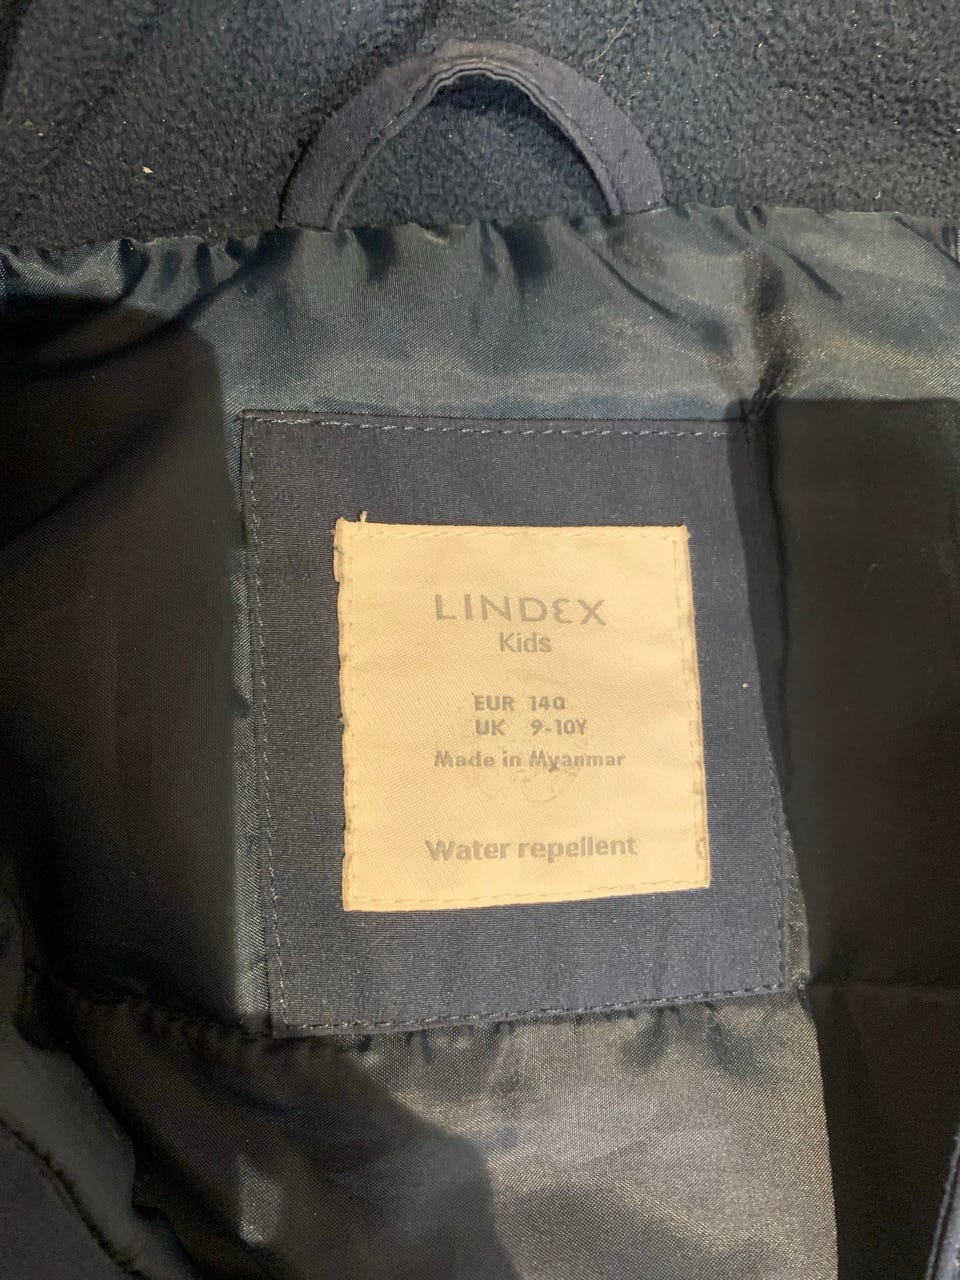 LINDEX
Kids
EUR 140
UK 9-10Y
Made in Myanmar
Water repellent